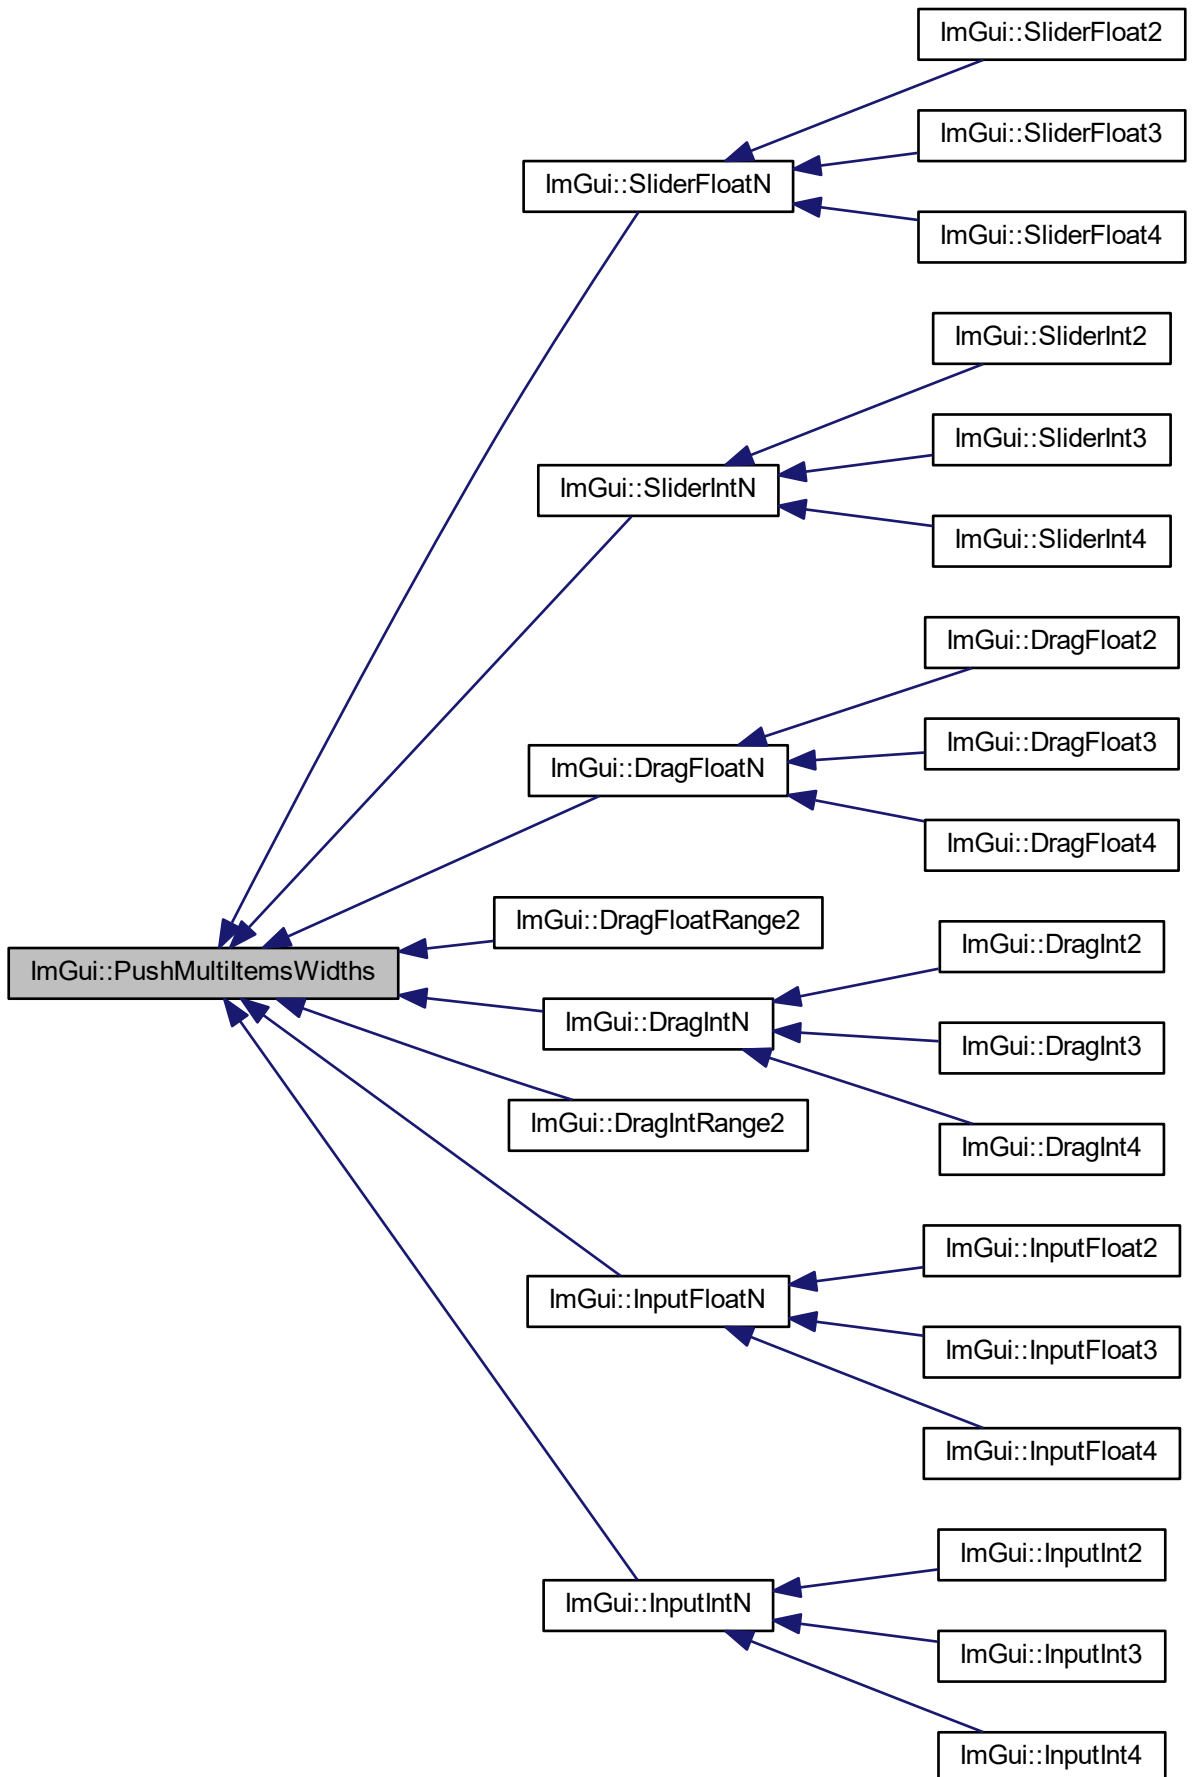 ImGui::SliderFloat2
ImGui::SliderFloat3
ImGui::SliderFloatN
ImGui::SliderFloat4
ImGui::SliderInt2
ImGui::SliderInt3
ImGui::SliderIntN
ImGui::SliderInt4
ImGui::DragFloat2
ImGui::DragFloat3
ImGui::DragFloatN
ImGui::DragFloat4
ImGui::DragFloatRange2
ImGui::DragInt2
ImGui::PushMultiItemsWidths
ImGui::DragIntN
ImGui::DragInt3
ImGui::DragIntRange2
ImGui::DragInt4
ImGui::InputFloat2
ImGui::InputFloatN
ImGui::InputFloat3
ImGui::InputFloat4
ImGui::InputInt2
ImGui::InputIntN
ImGui::InputInt3
ImGui::InputInt4